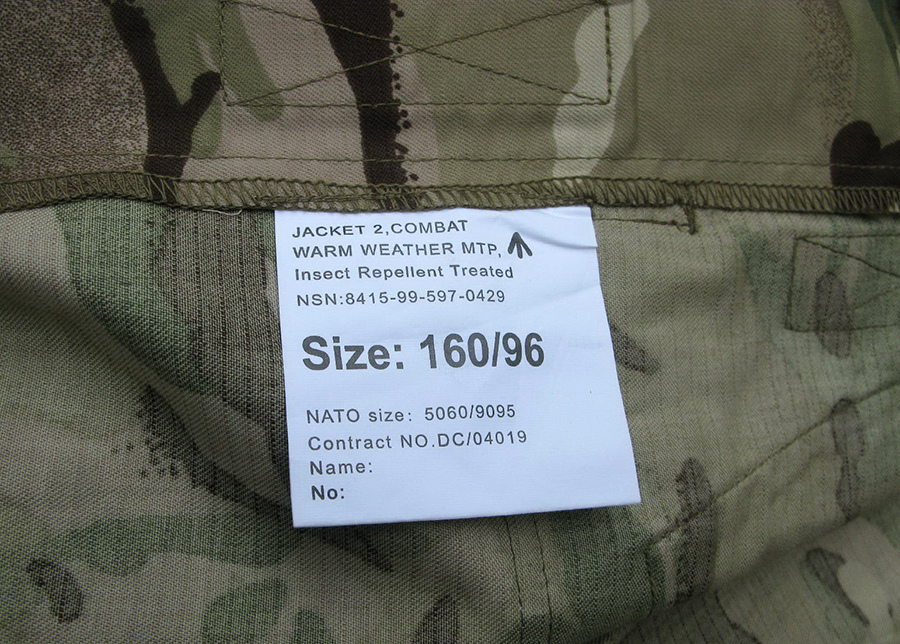 JACKET 2,COMBAT
WARM WEATHER MTP,
Insect Repellent Treated
NSN:8415-99-597-0429
Size: 160/96
NATO size: 5060/9095
Contract NO.DC/04019
Name:
No: